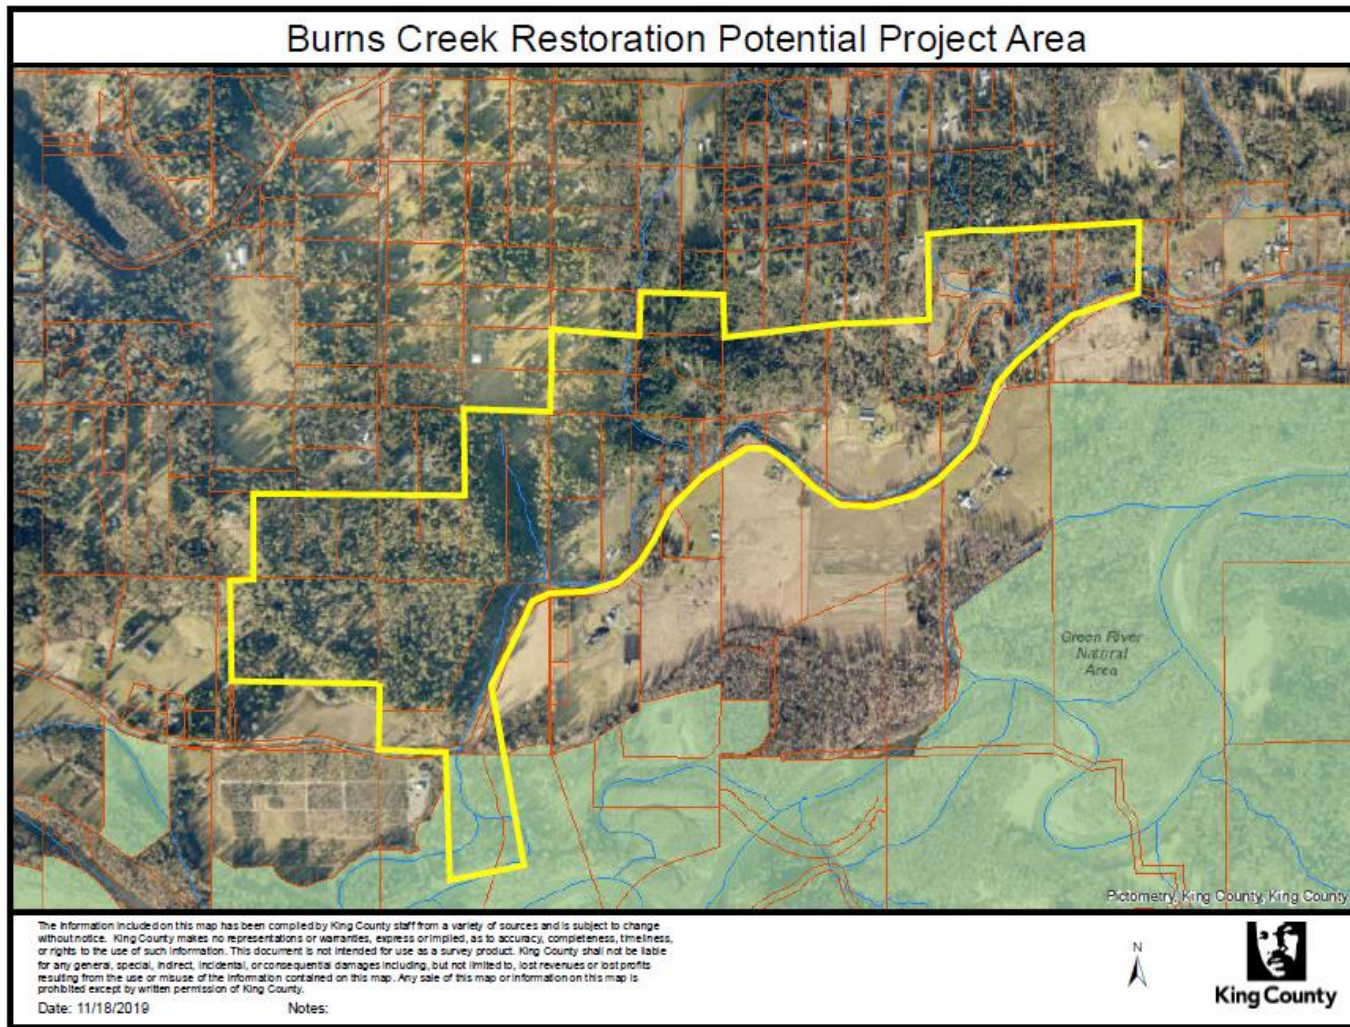 Burns Creek Restoration Potential Project Area
Green River
Natural
Area
Pictometry, King County, King County
The information included on this map has been compiled by King County staff from a variety of sources and is subject to change
without notice. King County makes no representations or warranties, express or implied, as to accuracy, completeness, timeliness,
or rights to the use of such information. This document is not intended for use as a survey product. King County shall not be liable
for any general, special, indirect, incidental, or consequential damages including, but not limited to, lost revenues or lost profits
resulting from the use or misuse of the information contained on this map. Any sale of this map or information on this map is
prohibited except by written permission of King County.
Date: 11/18/2019 Notes:
N
King County